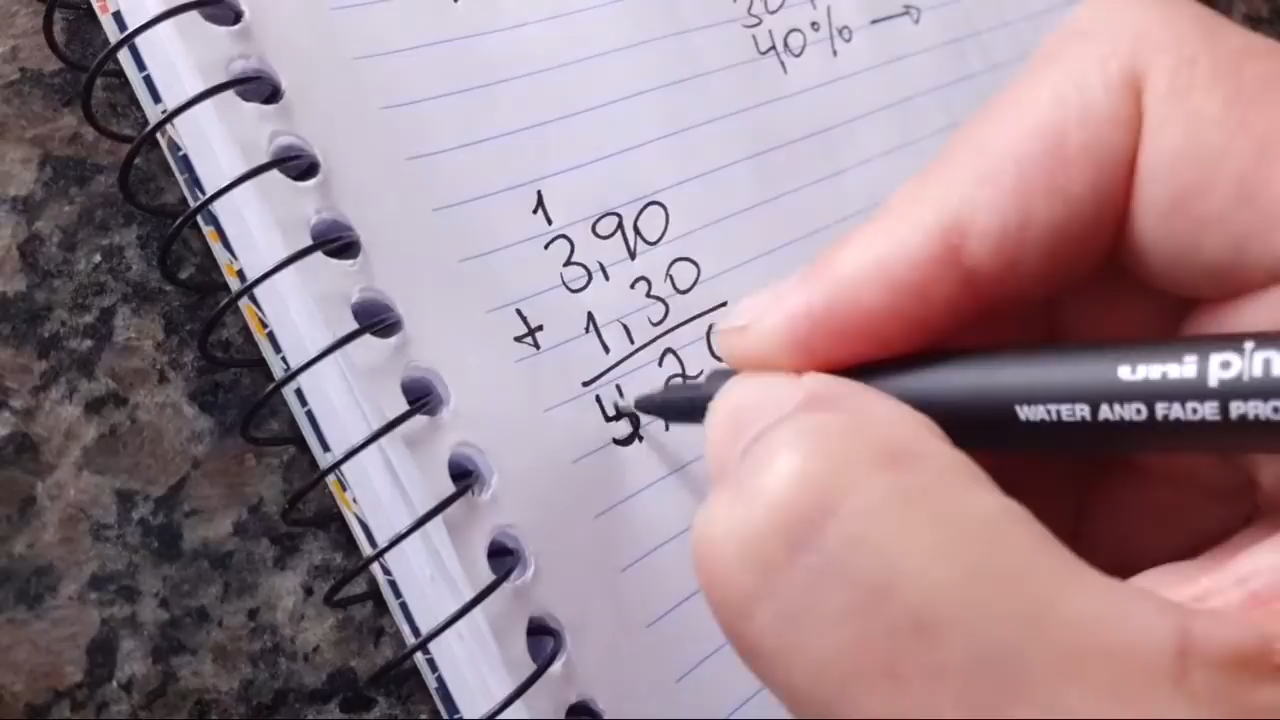 40% →
1
3,90
+ 1,30
5,20
uni pin
WATER AND FADE PRO